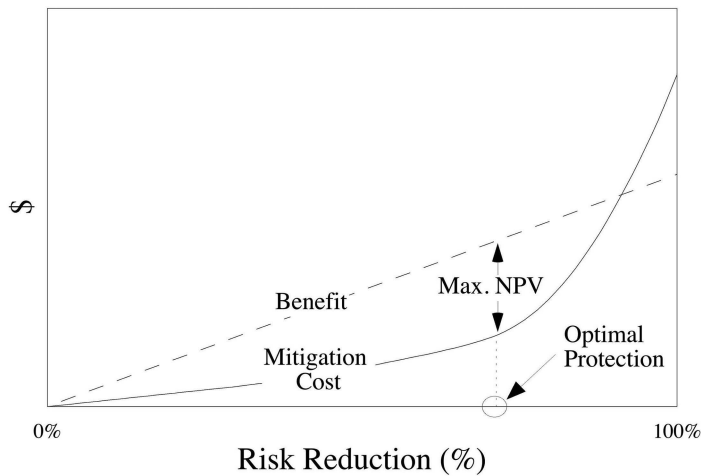 $
Benefit
Max. NPV
Mitigation
Cost
Optimal
Protection
0%
100%
Risk Reduction (%)